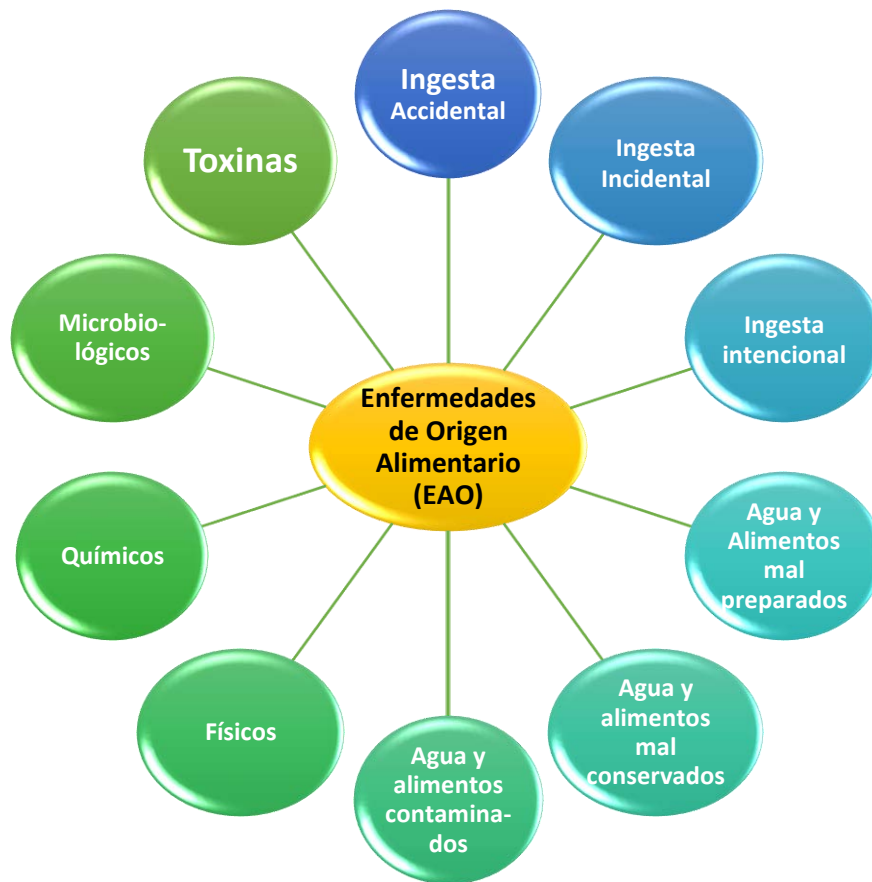 Ingesta
Accidental
Ingesta
Incidental
Ingesta
intencional
Agua y
Alimentos
mal
preparados
Agua y
alimentos
mal
conservados
Agua y
alimentos
contamina-
dos
Físicos
Químicos
Microbio-
lógicos
Toxinas
Enfermedades
de Origen
Alimentario
(EAO)